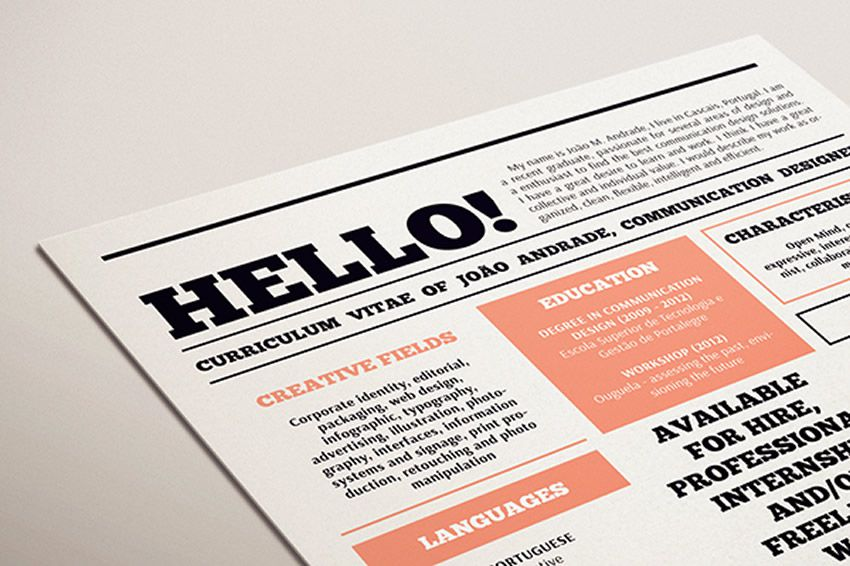 My name is João M. Andrade, I live in Cascais, Portugal. I am
a recent graduate, passionate for several areas of design and
a enthusiast to find the best communication design solutions.
I have a great desire to learn and work. I think I have a great
collective and individual value. I would describe my work as or-
ganized, clean, flexible, intelligent and efficient.
HELLO!
CURRICULUM VITAE OF JOÃO ANDRADE, COMMUNICATION DESIGNE
CREATIVE FIELDS
Corporate identity, editorial,
packaging, web design,
infographic, typography,
advertising, illustration, photo-
graphy, interfaces, information
systems and signage, print pro-
duction, retouching and photo
manipulation
LANGUAGES
PORTUGUESE
EDUCATION
DEGREE IN COMMUNICATION
DESIGN (2009 - 2012)
Escola Superior de Tecnologia e
Gestão de Portalegre
WORKSHOP (2012)
Ouguela - assessing the past, envi-
sioning the future
CHARACTERIS
Open Mind,
expressive, intere
nist, collabora
AVAILABLE
FOR HIRE,
PROFESSIONA
INTERNSH
AND/O
FREEL
W